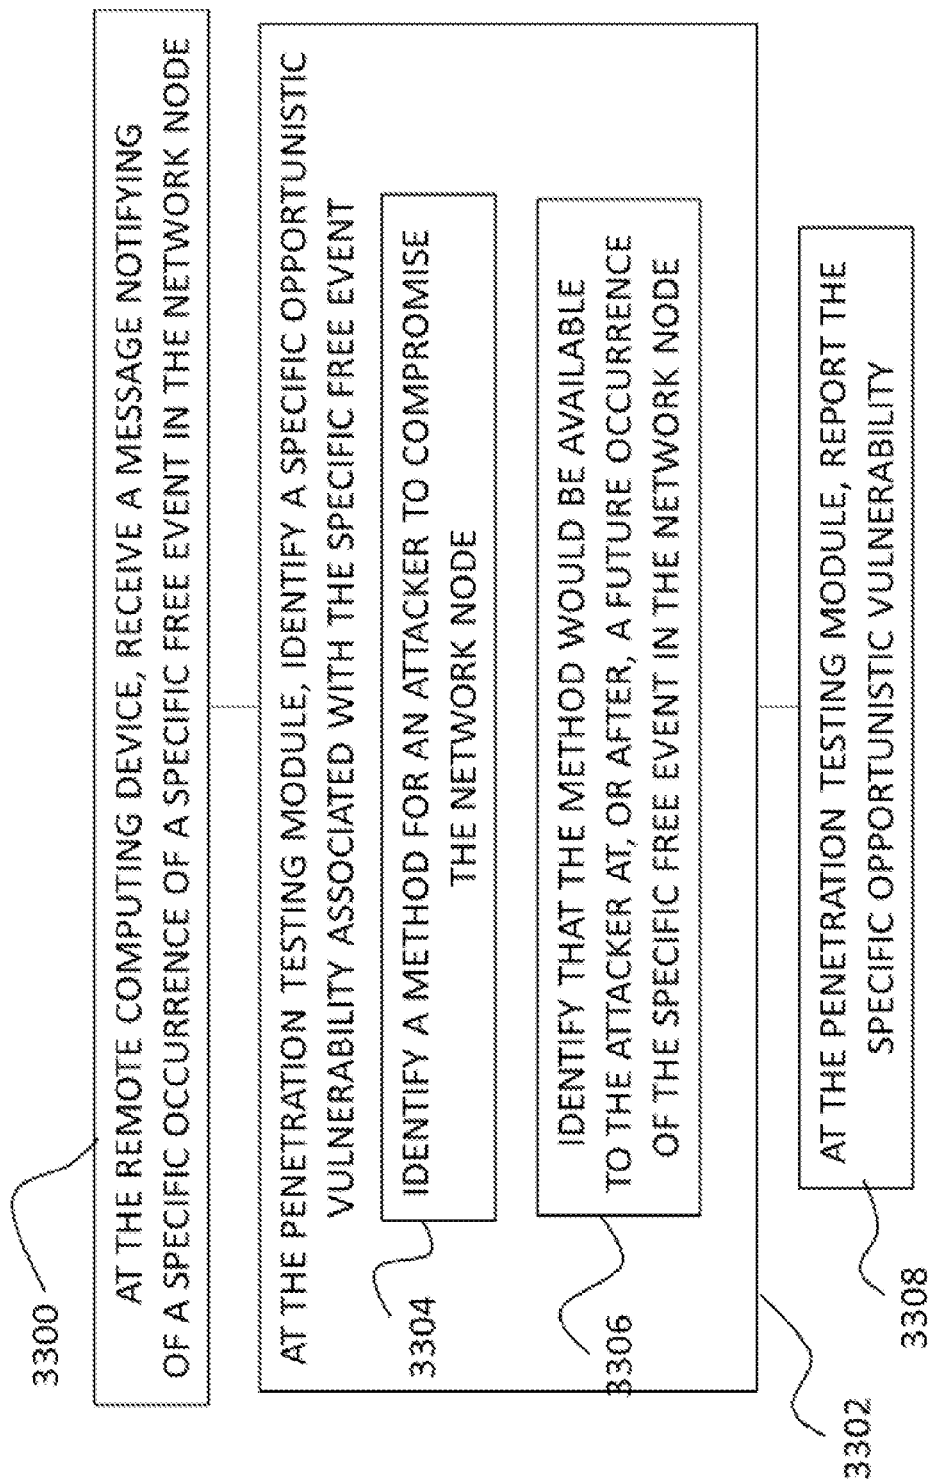 3300
AT THE REMOTE COMPUTING DEVICE, RECEIVE A MESSAGE NOTIFYING
OF A SPECIFIC OCCURRENCE OF A SPECIFIC FREE EVENT IN THE NETWORK NODE
AT THE PENETRATION TESTING MODULE, IDENTIFY A SPECIFIC OPPORTUNISTIC
VULNERABILITY ASSOCIATED WITH THE SPECIFIC FREE EVENT
3304
IDENTIFY A METHOD FOR AN ATTACKER TO COMPROMISE
THE NETWORK NODE
3306
IDENTIFY THAT THE METHOD WOULD BE AVAILABLE
TO THE ATTACKER AT, OR AFTER, A FUTURE OCCURRENCE
OF THE SPECIFIC FREE EVENT IN THE NETWORK NODE
3302
AT THE PENETRATION TESTING MODULE, REPORT THE
SPECIFIC OPPORTUNISTIC VULNERABILITY
3308